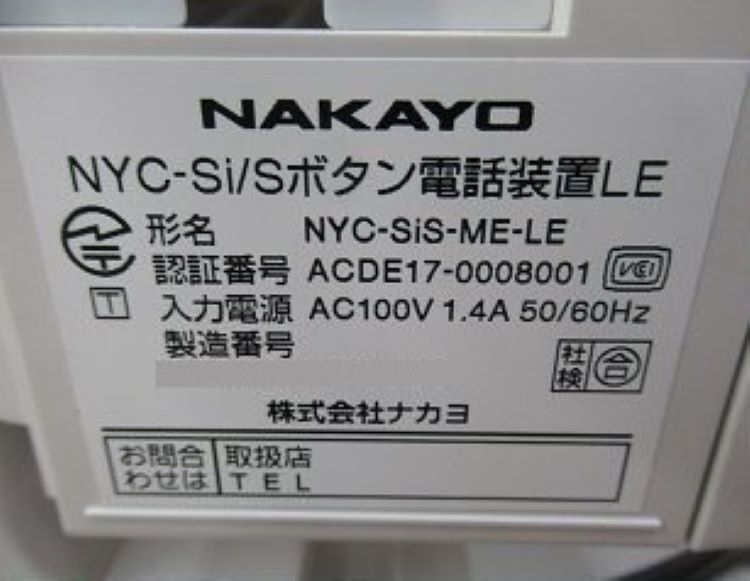 NAKAYO
NYC-Si/Sボタン電話装置LE
形名 NYC-SiS-ME-LE
認証番号 ACDE17-0008001 VCI
T 入力電源 AC100V 1.4A 50/60Hz
製造番号
社検 合
株式会社ナカヨ
お問合わせは 取扱店
TEL